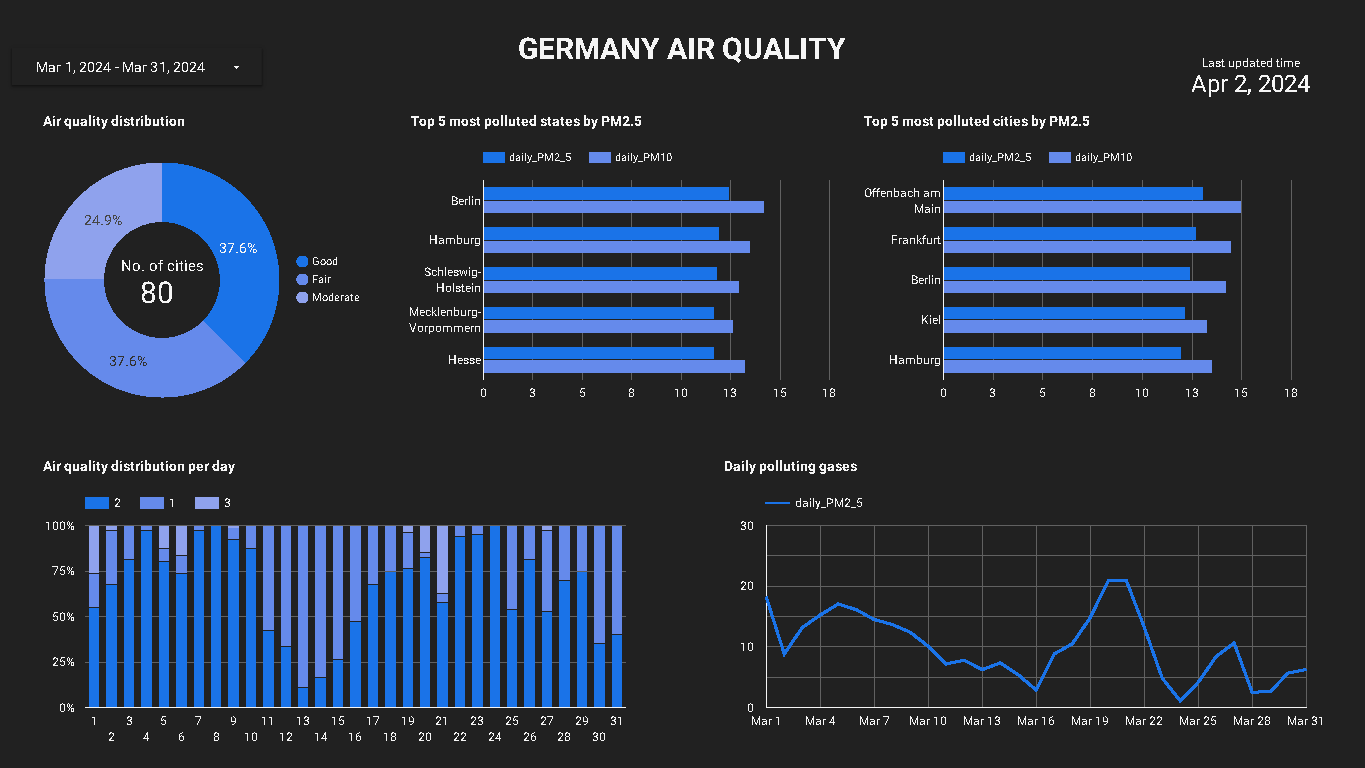 GERMANY AIR QUALITY
Mar 1, 2024 - Mar 31, 2024
Last updated time
Apr 2, 2024
Air quality distribution
24.9%
37.6%
37.6%
No. of cities
80
Good
Fair
Moderate
Top 5 most polluted states by PM2.5
daily_PM2_5 daily_PM10
Berlin
Hamburg
Schleswig-
Holstein
Mecklenburg-
Vorpommern
Hesse
0 3 5 8 10 13 15 18
Top 5 most polluted cities by PM2.5
daily_PM2_5 daily_PM10
Offenbach am
Main
Frankfurt
Berlin
Kiel
Hamburg
0 3 5 8 10 13 15 18
Air quality distribution per day
2 1 3
100%
75%
50%
25%
0%
1 3 5 7 9 11 13 15 17 19 21 23 25 27 29 31
2 4 6 8 10 12 14 16 18 20 22 24 26 28 30
Daily polluting gases
daily_PM2_5
30
20
10
0
Mar 1 Mar 4 Mar 7 Mar 10 Mar 13 Mar 16 Mar 19 Mar 22 Mar 25 Mar 28 Mar 31